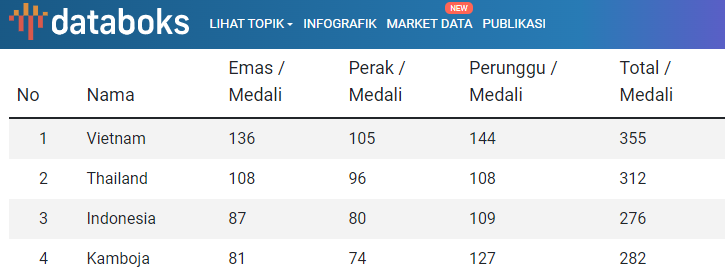 databoks LIHAT TOPIK INFOGRAFIK MARKET DATA NEW PUBLIKASI
No Nama Emas / Medali Perak / Medali Perunggu / Medali Total / Medali
1 Vietnam 136 105 144 355
2 Thailand 108 96 108 312
3 Indonesia 87 80 109 276
4 Kamboja 81 74 127 282